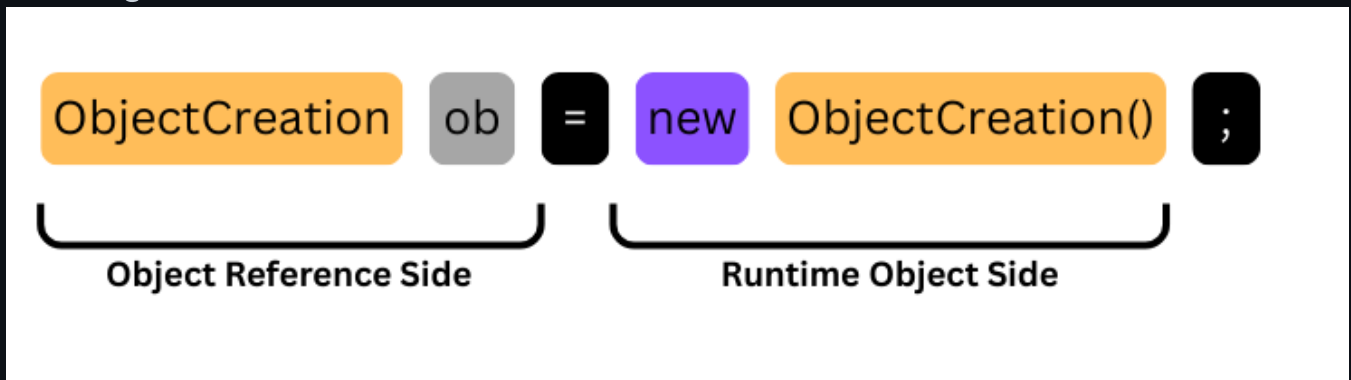 ObjectCreation ob = new ObjectCreation() ;
Object Reference Side Runtime Object Side